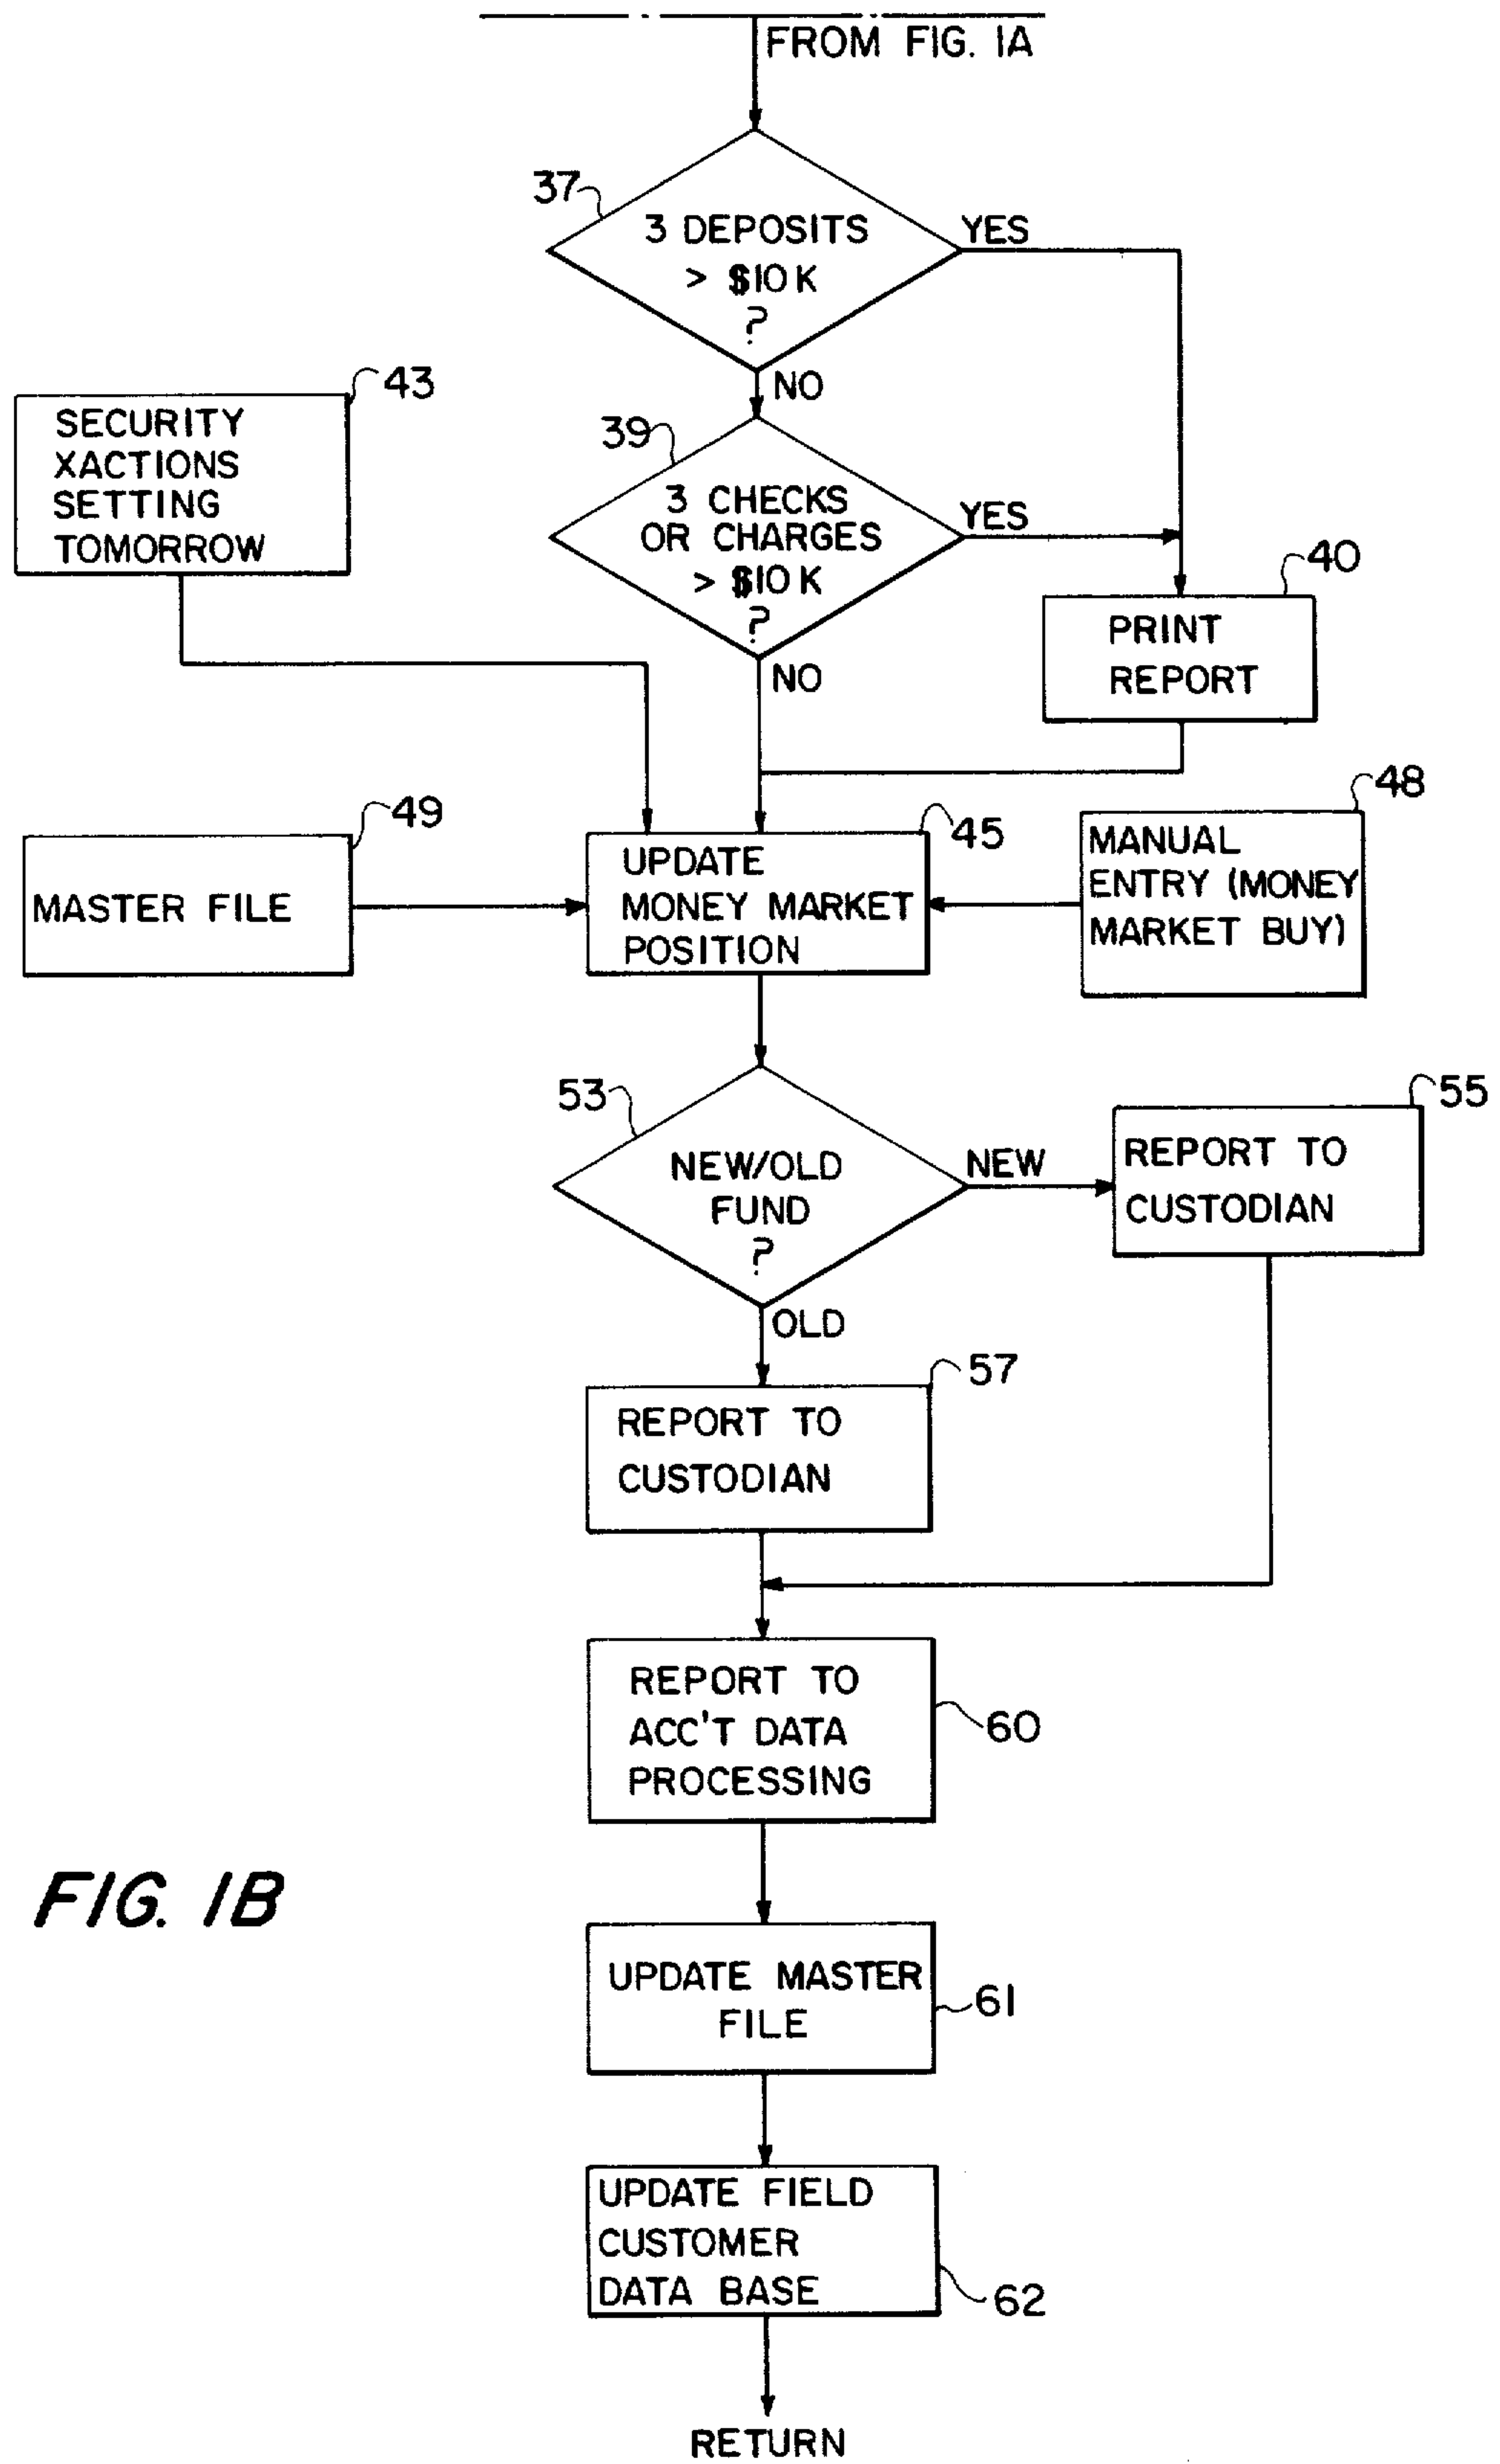 FROM FIG. 1A
37
3 DEPOSITS
> $10K
?
YES
NO
43
SECURITY
XACTIONS
SETTING
TOMORROW
39
3 CHECKS
OR CHARGES
> $10K
?
YES
NO
40
PRINT
REPORT
49
MASTER FILE
45
UPDATE
MONEY MARKET
POSITION
48
MANUAL
ENTRY (MONEY
MARKET BUY)
53
NEW/OLD
FUND
?
NEW
OLD
55
REPORT TO
CUSTODIAN
57
REPORT TO
CUSTODIAN
REPORT TO
ACC'T DATA
PROCESSING
60
FIG. 1B
UPDATE MASTER
FILE
61
UPDATE FIELD
CUSTOMER
DATA BASE
62
RETURN